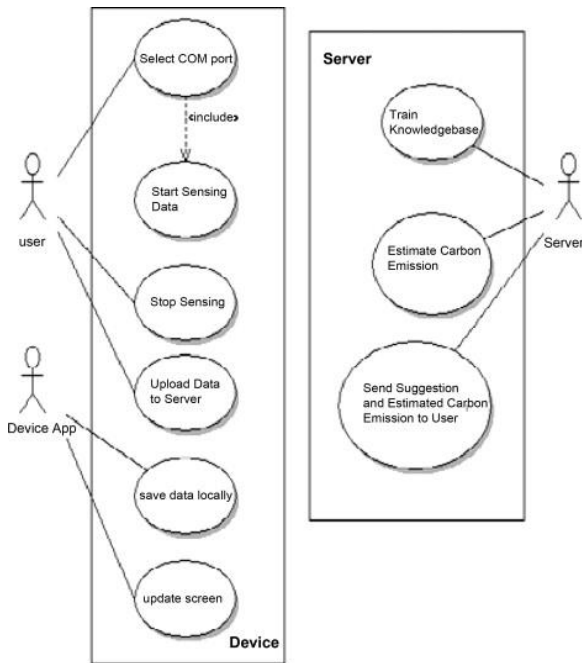 Select COM port
<include>
Start Sensing
Data
user
Stop Sensing
Upload Data
to Server
Device App
save data locally
update screen
Device
Server
Train
Knowledgebase
Estimate Carbon
Emission
Server
Send Suggestion
and Estimated Carbon
Emission to User